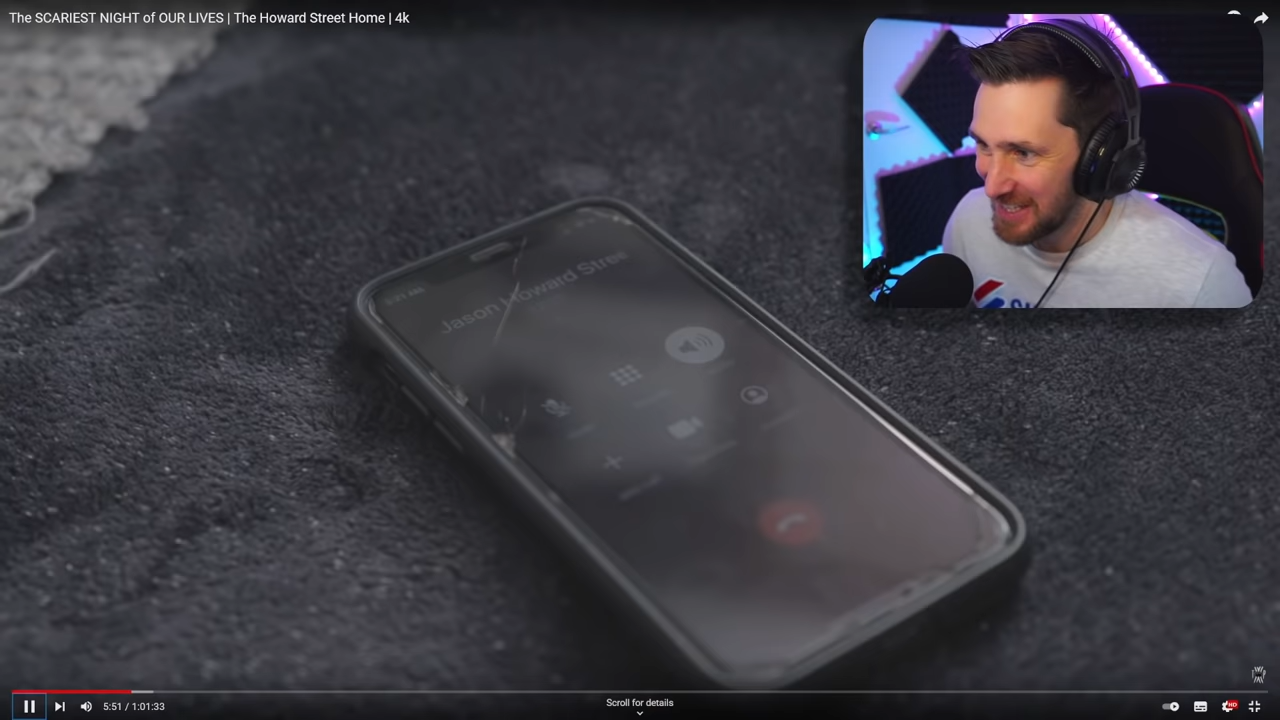 The SCARIEST NIGHT of OUR LIVES | The Howard Street Home | 4k
Jason Howard Stree
5:51 / 1:01:33
Scroll for details
HD